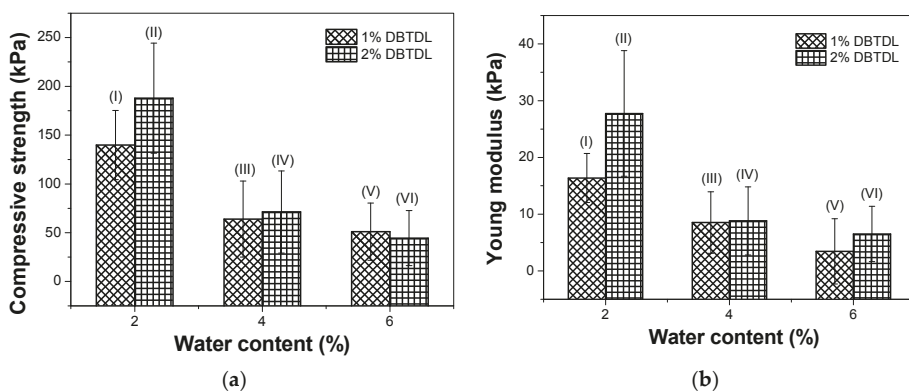 Compressive strength (kPa)
250
200
150
100
50
0
(I)
(II)
(III)
(IV)
(V)
(VI)
1% DBTDL
2% DBTDL
2
4
6
Water content (%)
(a)
Young modulus (kPa)
40
30
20
10
0
(I)
(II)
(III)
(IV)
(V)
(VI)
1% DBTDL
2% DBTDL
2
4
6
Water content (%)
(b)